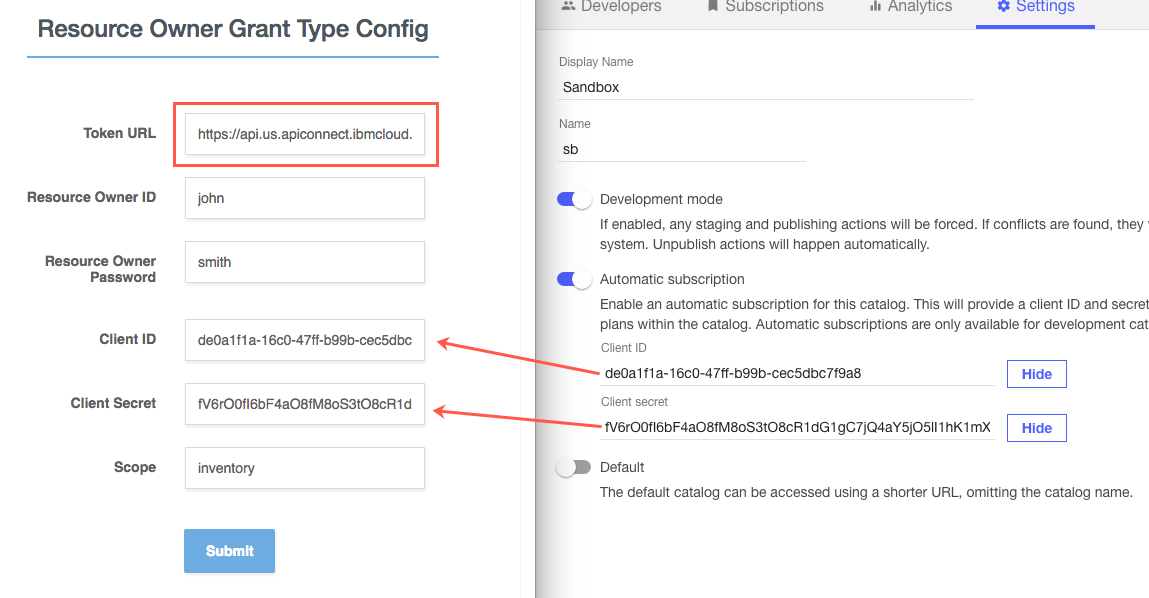 Resource Owner Grant Type Config
Token URL
https://api.us.apiconnect.ibmcloud.
Resource Owner ID
john
Resource Owner
Password
smith
Client ID
de0a1f1a-16c0-47ff-b99b-cec5dbc
Client Secret
fV6rO0fI6bF4aO8fM8oS3tO8cR1d
Scope
inventory
Submit
Developers
Subscriptions
Analytics
Settings
Display Name
Sandbox
Name
sb
Development mode
If enabled, any staging and publishing actions will be forced. If conflicts are found, they
system. Unpublish actions will happen automatically.
Automatic subscription
Enable an automatic subscription for this catalog. This will provide a client ID and secret
plans within the catalog. Automatic subscriptions are only available for development cat
Client ID
de0a1f1a-16c0-47ff-b99b-cec5dbc7f9a8
Hide
Client secret
fV6rO0fI6bF4aO8fM8oS3tO8cR1dG1gC7jQ4aY5jO5lI1hK1mX
Hide
Default
The default catalog can be accessed using a shorter URL, omitting the catalog name.